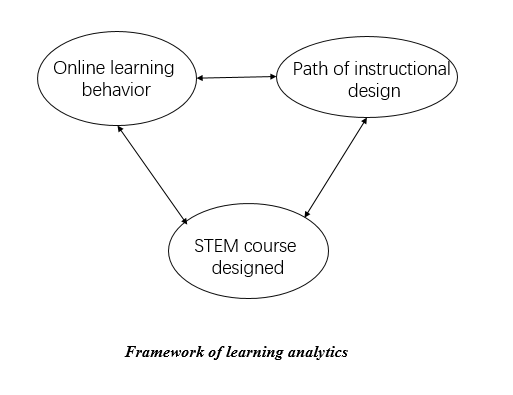 Online learning
behavior
Path of instructional
design
STEM course
designed
Framework of learning analytics